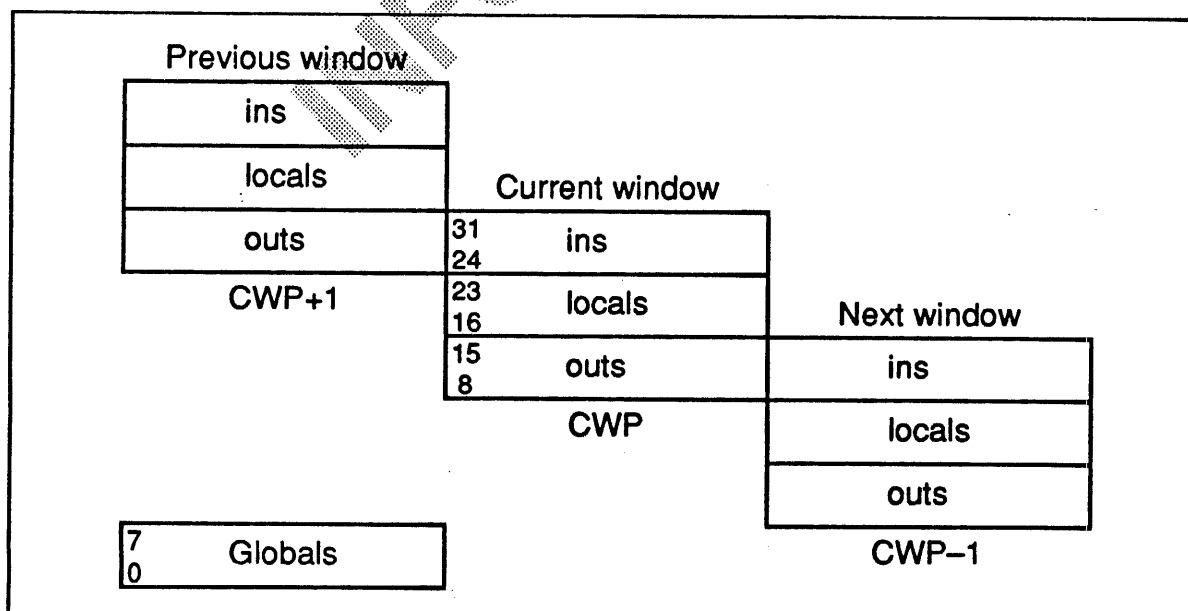 Previous window
ins
locals
outs
CWP+1
Current window
31
24
ins
23
16
locals
15
8
outs
CWP
Next window
ins
locals
outs
CWP–1
7
0
Globals